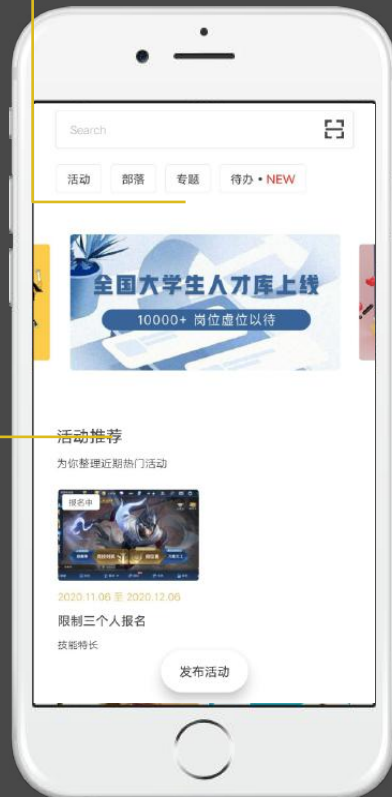 Search
活动
部落
专题
待办 • NEW
全国大学生人才库上线
10000+ 岗位虚位以待
活动推荐
为你整理近期热门活动
报名中
2020.11.06 至 2020.12.06
限制三个人报名
技能特长
发布活动